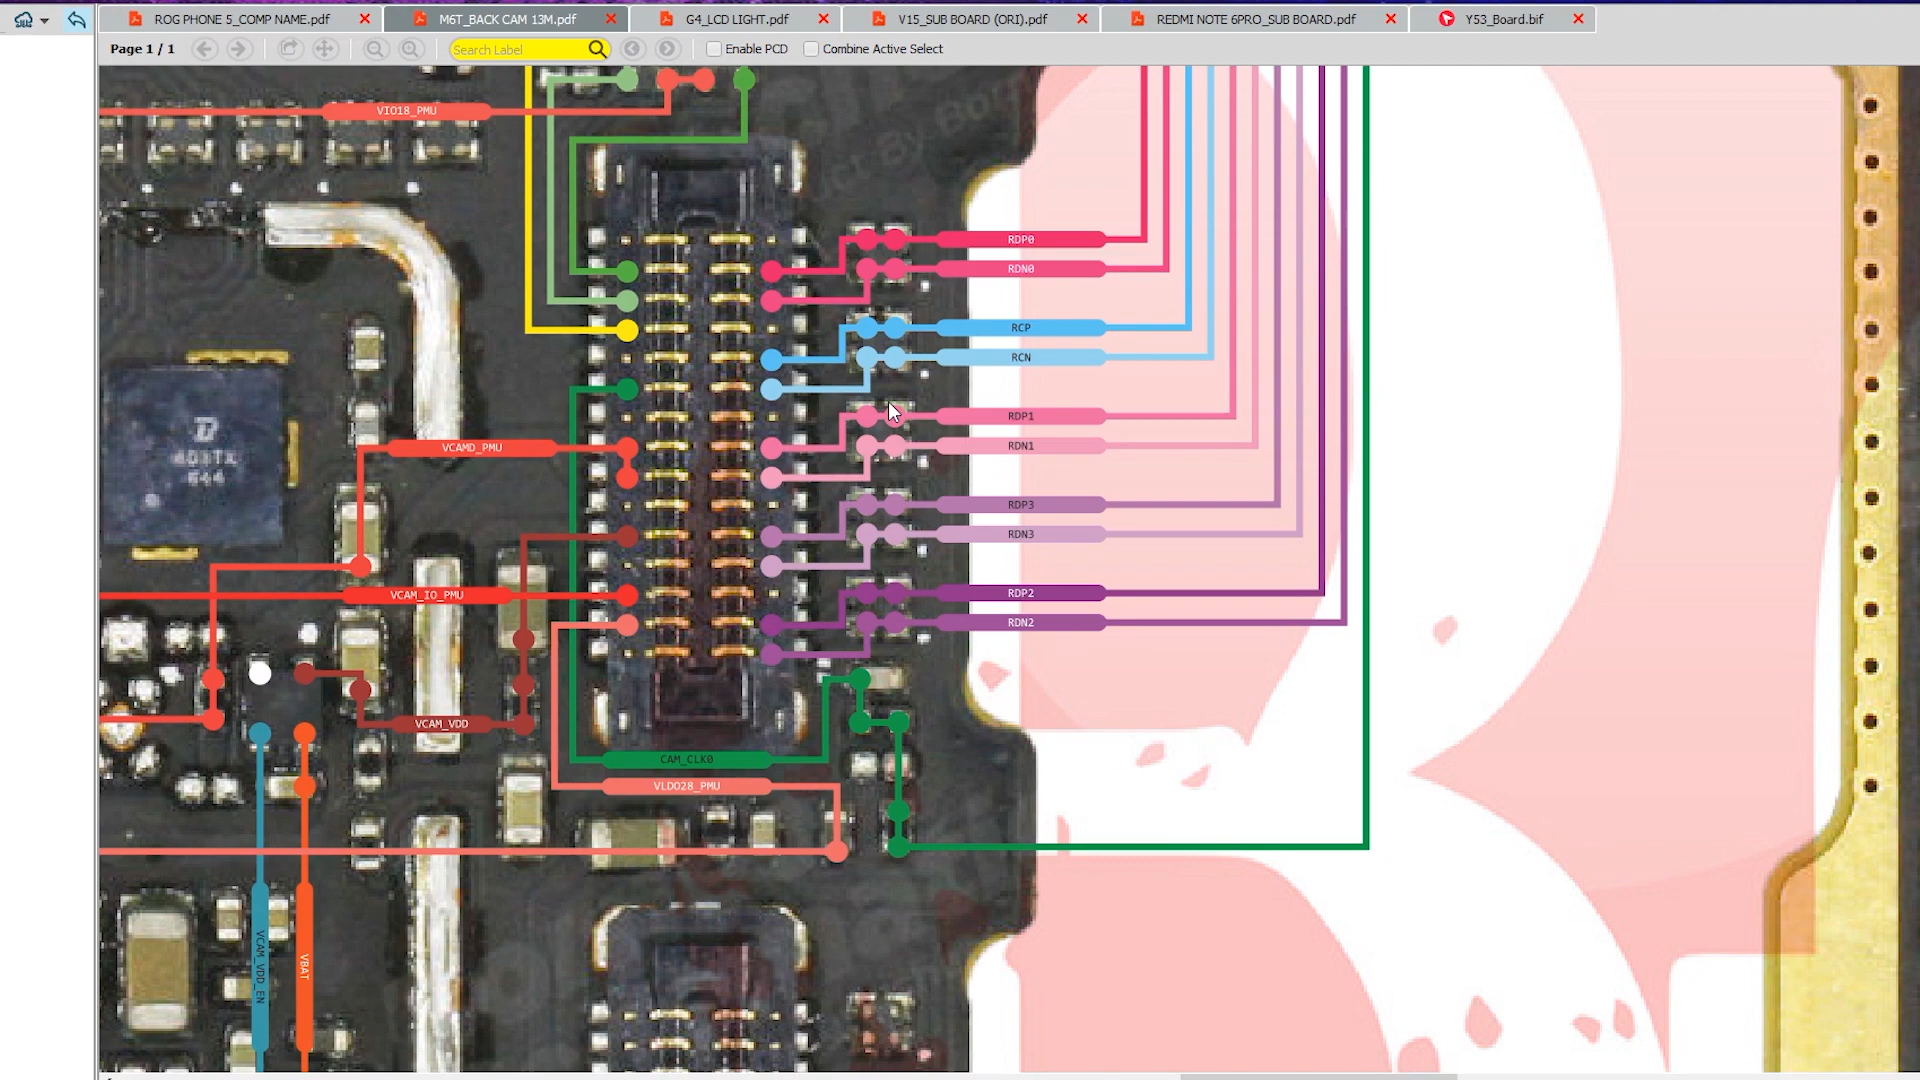 ROG PHONE 5_COMP NAME.pdf
M6T_BACK CAM 13M.pdf
G4_LCD LIGHT.pdf
V15_SUB BOARD (ORI).pdf
REDMI NOTE 6PRO_SUB BOARD.pdf
Y53_Board.bif
Page 1 / 1
Search Label
Enable PCD
Combine Active Select
VIO18_PMU
RDP0
RDN0
RCP
RCN
RDP1
VCAMD_PMU
RDN1
RDP3
RDN3
VCAM_IO_PMU
RDP2
RDN2
VCAM_VDD
CAM_CLK0
VLDO28_PMU
VCAM_VDD_EN
VBAT